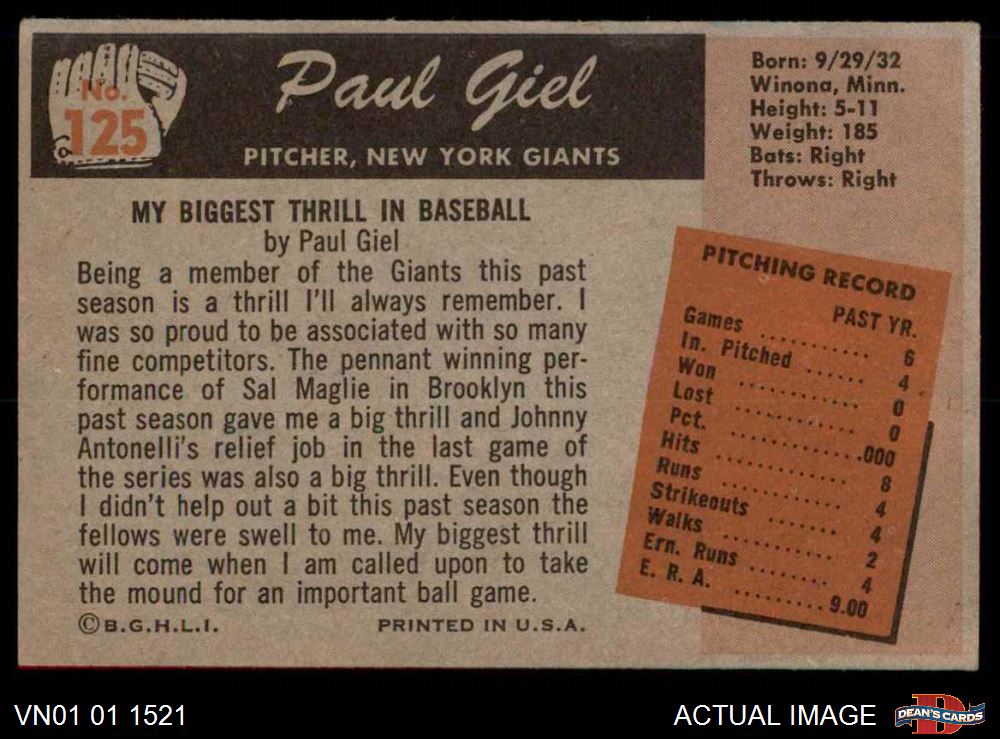 No.
125
Paul Giel
PITCHER, NEW YORK GIANTS
Born: 9/29/32
Winona, Minn.
Height: 5-11
Weight: 185
Bats: Right
Throws: Right
MY BIGGEST THRILL IN BASEBALL
by Paul Giel
Being a member of the Giants this past
season is a thrill I'll always remember. I
was so proud to be associated with so many
fine competitors. The pennant winning per-
formance of Sal Maglie in Brooklyn this
past season gave me a big thrill and Johnny
Antonelli's relief job in the last game of
the series was also a big thrill. Even though
I didn't help out a bit this past season the
fellows were swell to me. My biggest thrill
will come when I am called upon to take
the mound for an important ball game.
©B.G.H.L.I. PRINTED IN U.S.A.
PITCHING RECORD
PAST YR.
Games ........... 6
In. Pitched ...... 4
Won ........... 0
Lost ........... 0
Pct. ...........000
Hits ........... 8
Runs ........... 4
Strikeouts ....... 4
Walks ........... 2
Ern. Runs ........ 4
E. R. A. .........9.00
VN01 01 1521
ACTUAL IMAGE
D
DEAN'S CARDS